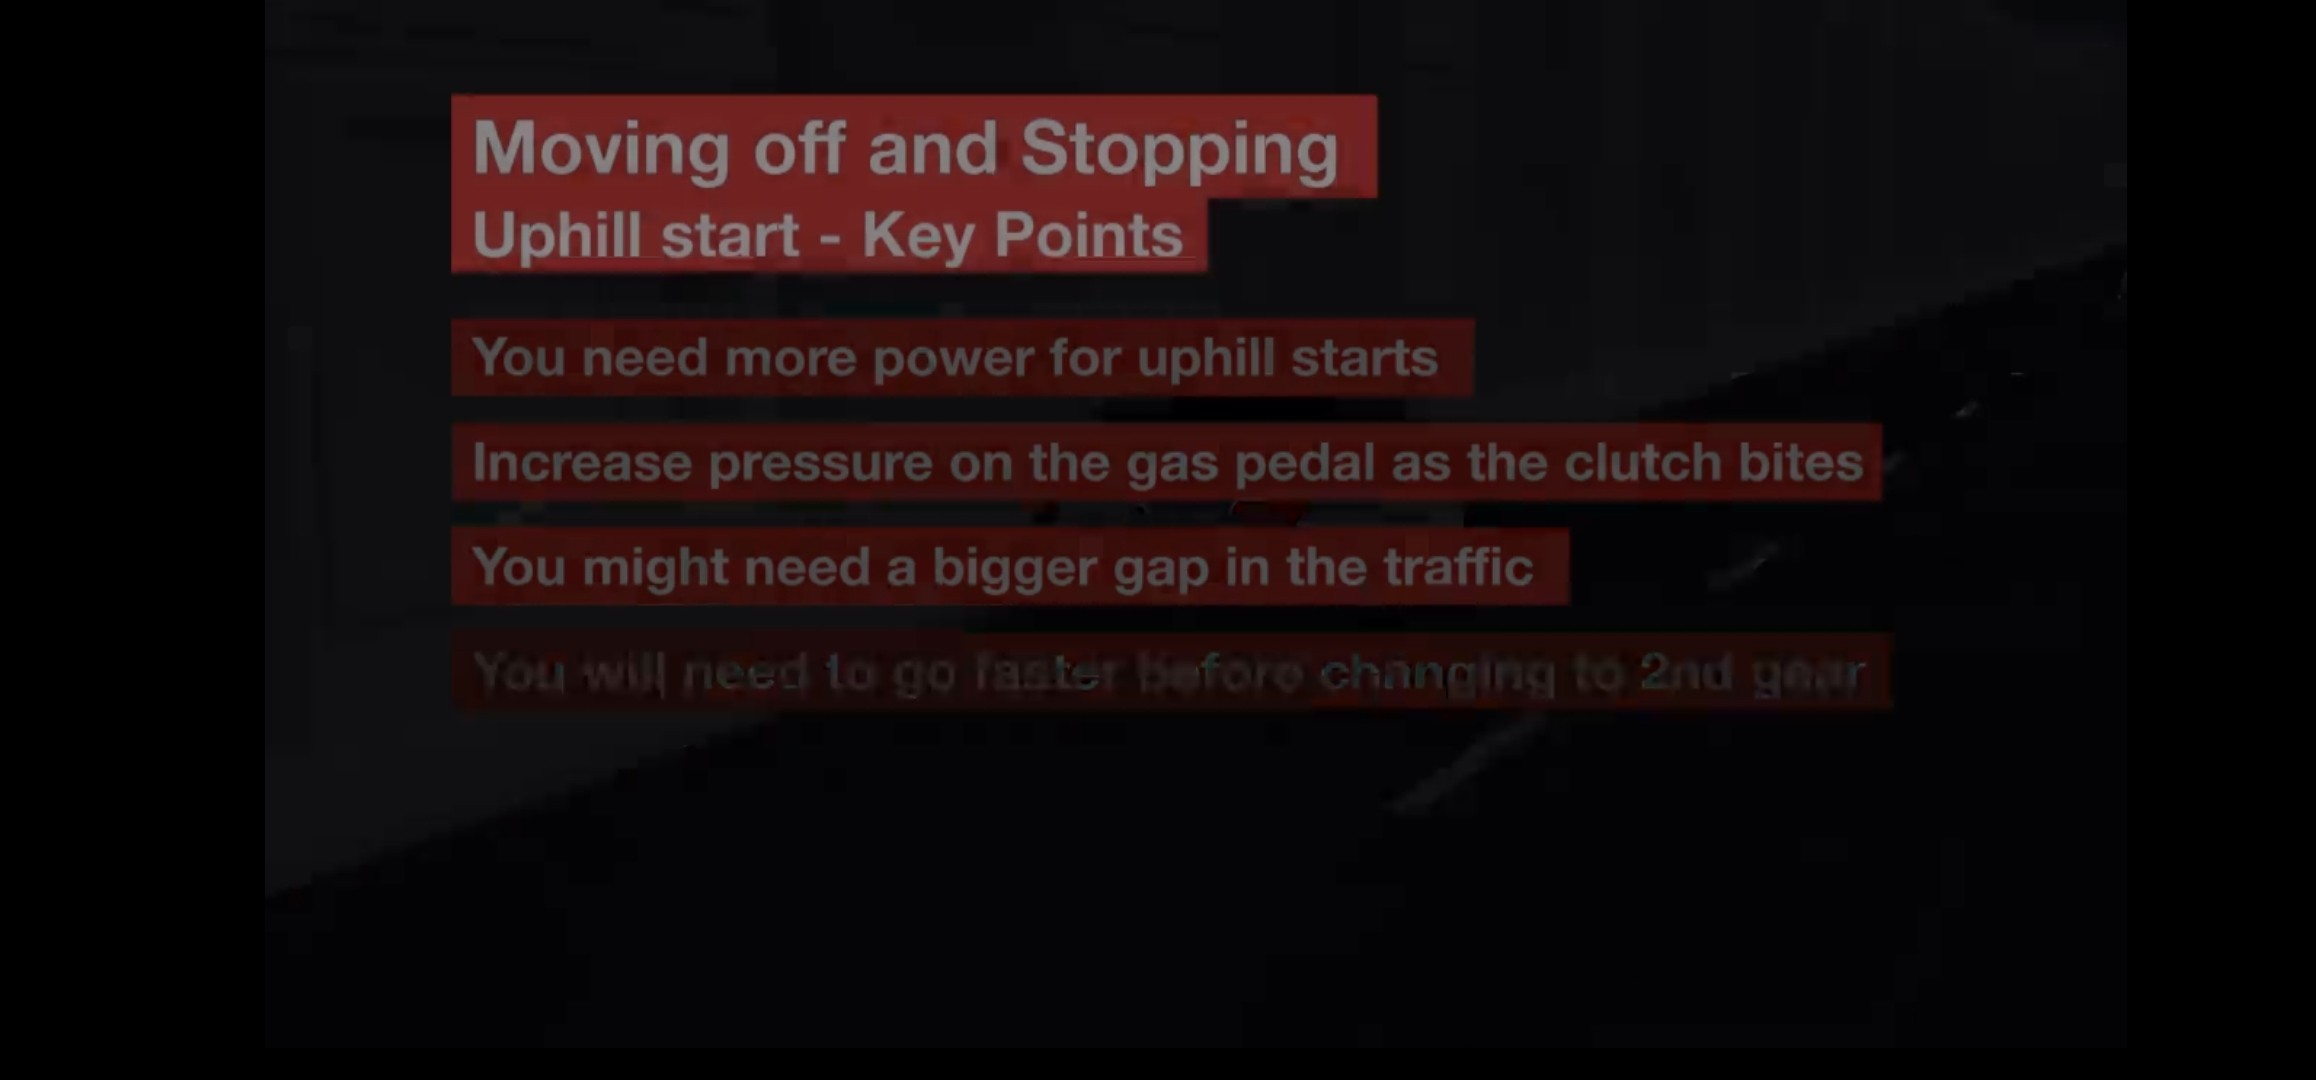 Moving off and Stopping
Uphill start - Key Points
You need more power for uphill starts
Increase pressure on the gas pedal as the clutch bites
You might need a bigger gap in the traffic
You will need to go faster before changing to 2nd gear